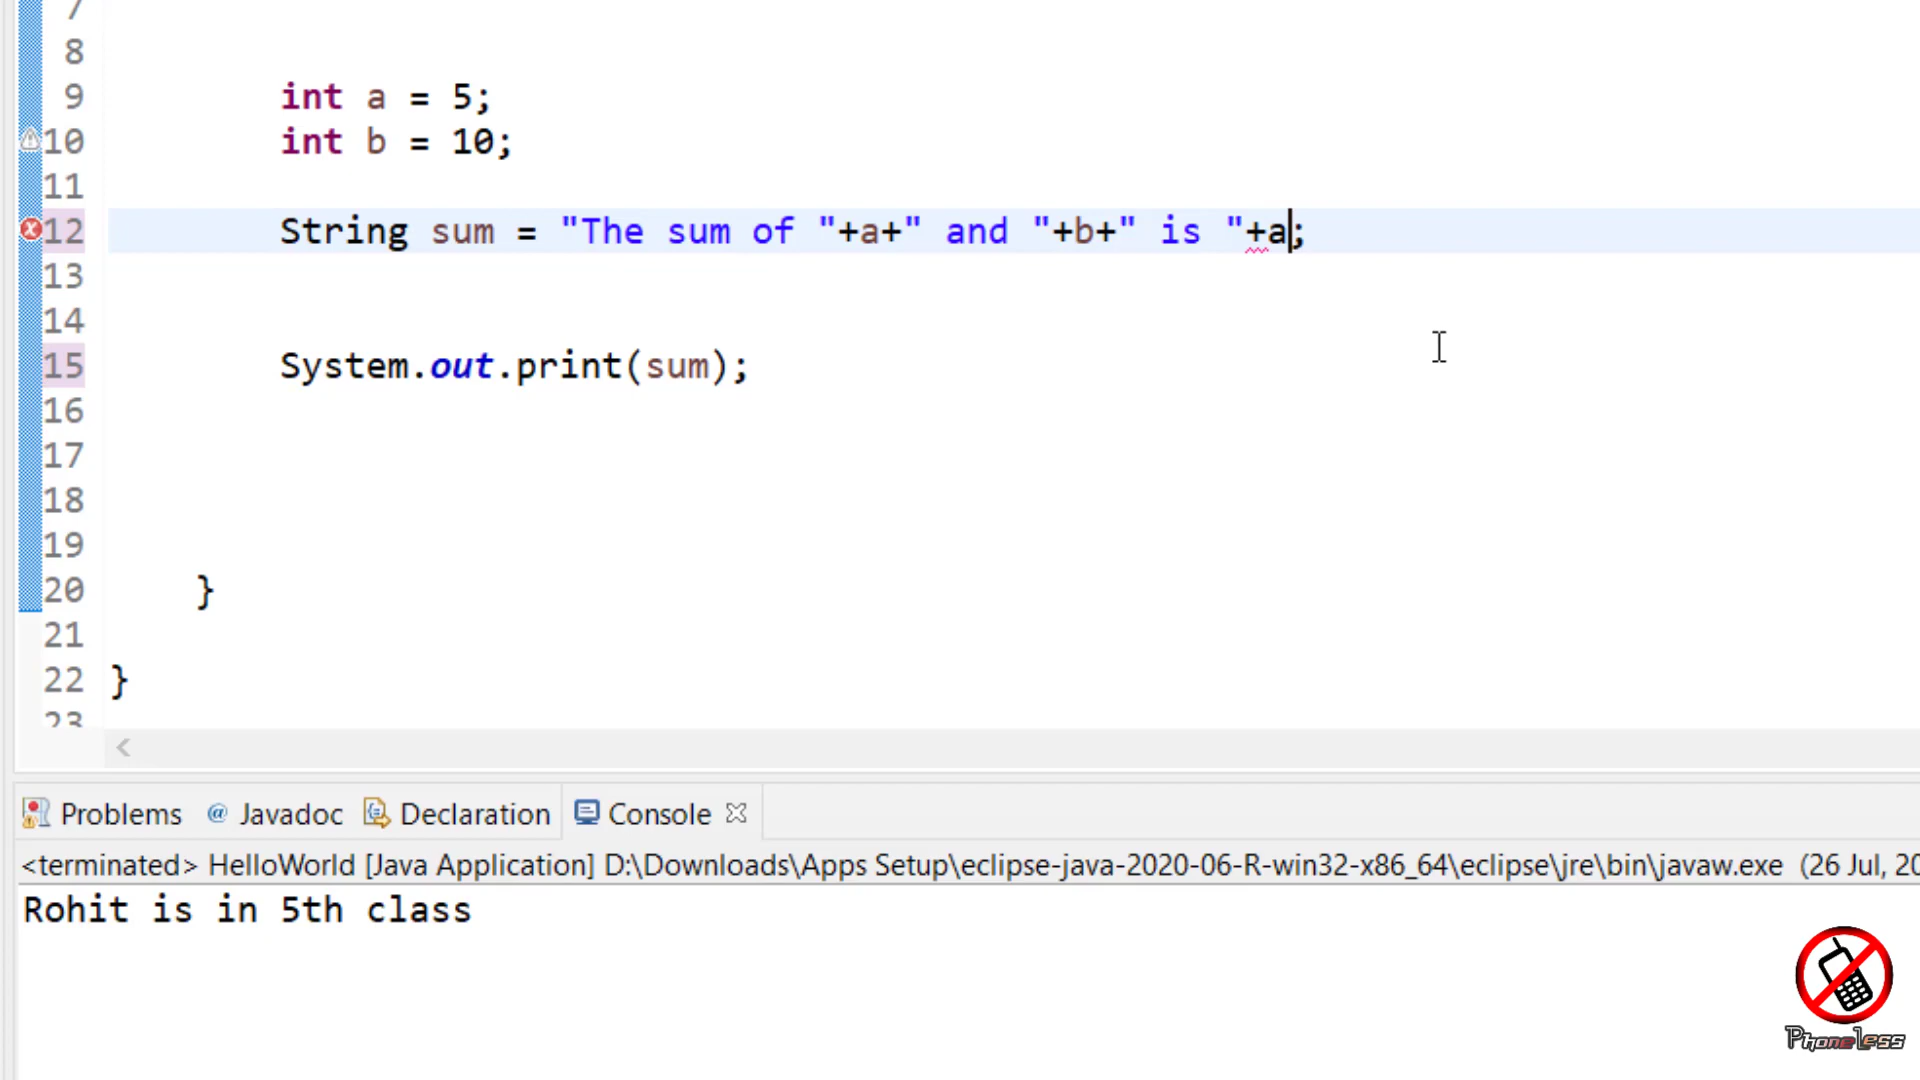 7
8
9 int a = 5;
10 int b = 10;
11
12 String sum = "The sum of "+a+" and "+b+" is "+a;
13
14
15 System.out.print(sum);
16
17
18
19
20 }
21
22 }
23
Problems @ Javadoc Declaration Console
<terminated> HelloWorld [Java Application] D:\Downloads\Apps Setup\eclipse-java-2020-06-R-win32-x86_64\eclipse\jre\bin\javaw.exe (26 Jul, 20
Rohit is in 5th class
Phoneless